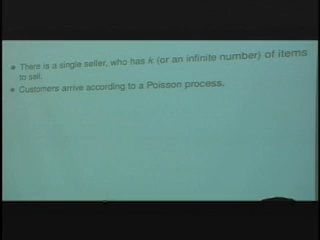 There is a single seller, who has k (or an infinite number) of items
to sell.
Customers arrive according to a Poisson process.